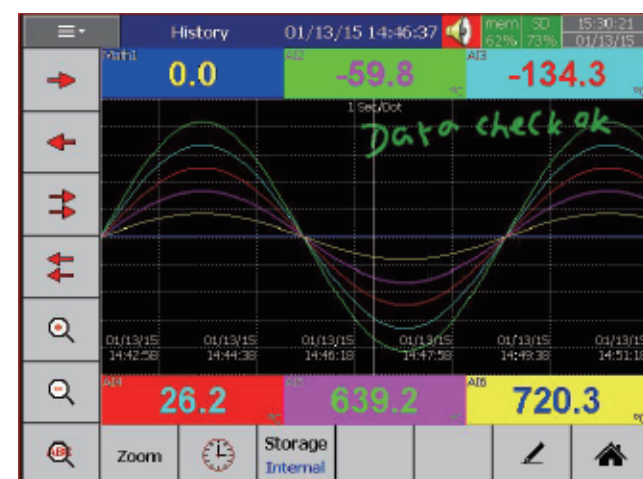 History 01/13/15 14:46:37 mem SD 15:30:21
62% 73% 01/13/15
Math1 AI2 AI3
0.0 -59.8 -134.3
°C °C
1 Sec/Dot
Data check ok
01/13/15 01/13/15 01/13/15 01/13/15 01/13/15 01/13/15
14:42:58 14:44:38 14:46:18 14:47:58 14:49:38 14:51:18
AI4 AI5 AI6
26.2 639.2 720.3
°C °C °C
Zoom Storage
Internal
ABC